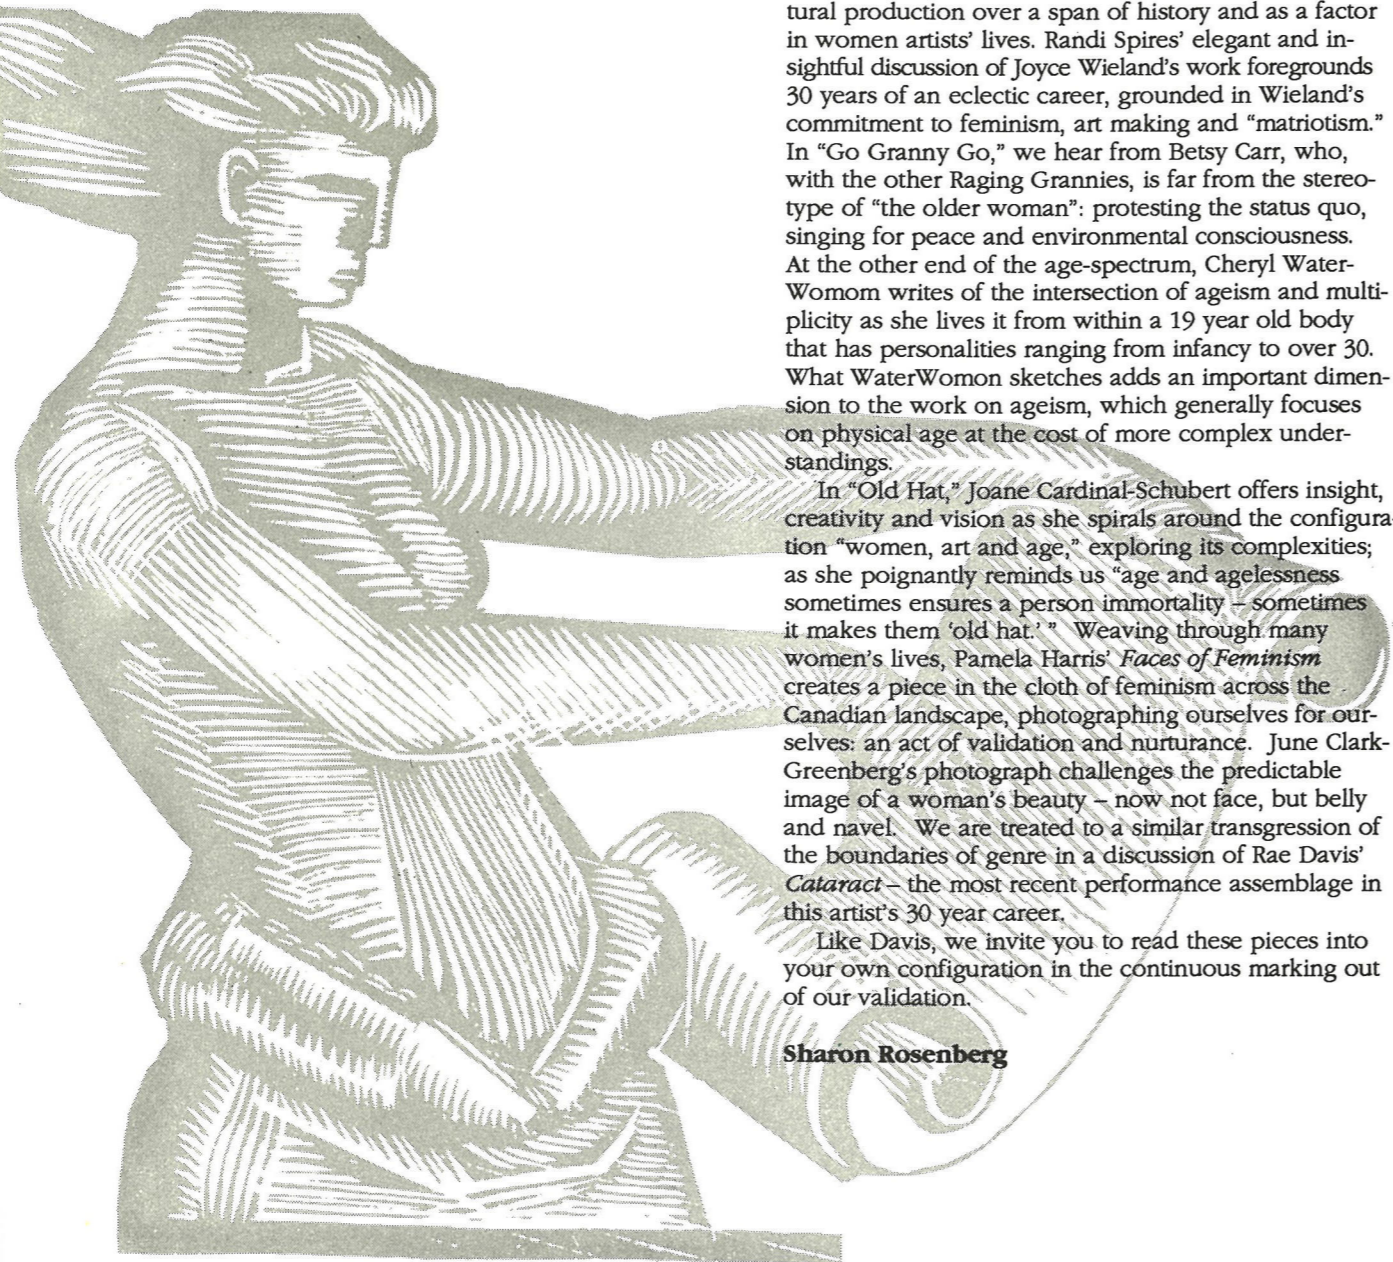 tural production over a span of history and as a factor
in women artists' lives. Randi Spires' elegant and in-
sightful discussion of Joyce Wieland's work foregrounds
30 years of an eclectic career, grounded in Wieland's
commitment to feminism, art making and “matriotism.”
In “Go Granny Go,” we hear from Betsy Carr, who,
with the other Raging Grannies, is far from the stereo-
type of “the older woman”: protesting the status quo,
singing for peace and environmental consciousness.
At the other end of the age-spectrum, Cheryl Water-
Womom writes of the intersection of ageism and multi-
plicity as she lives it from within a 19 year old body
that has personalities ranging from infancy to over 30.
What WaterWomon sketches adds an important dimen-
sion to the work on ageism, which generally focuses
on physical age at the cost of more complex under-
standings.
In “Old Hat,” Joane Cardinal-Schubert offers insight,
creativity and vision as she spirals around the configura-
tion “women, art and age,” exploring its complexities;
as she poignantly reminds us “age and agelessness
sometimes ensures a person immortality – sometimes
it makes them ‘old hat.’ ” Weaving through many
women's lives, Pamela Harris' Faces of Feminism
creates a piece in the cloth of feminism across the
Canadian landscape, photographing ourselves for our-
selves: an act of validation and nurturance. June Clark-
Greenberg's photograph challenges the predictable
image of a woman's beauty – now not face, but belly
and navel. We are treated to a similar transgression of
the boundaries of genre in a discussion of Rae Davis'
Cataract – the most recent performance assemblage in
this artist's 30 year career.
Like Davis, we invite you to read these pieces into
your own configuration in the continuous marking out
of our validation.
Sharon Rosenberg